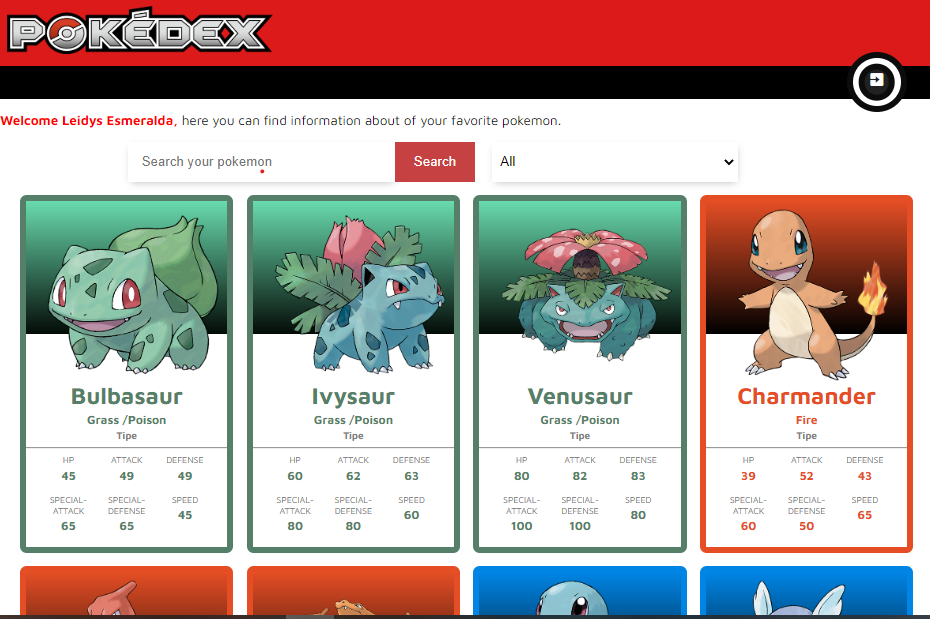 POKÉDEX
Welcome Leidys Esmeralda, here you can find information about of your favorite pokemon.
Search your pokemon Search All
Bulbasaur Ivysaur Venusaur Charmander
Grass /Poison Grass /Poison Grass /Poison Fire
Tipe Tipe Tipe Tipe
HP ATTACK DEFENSE HP ATTACK DEFENSE HP ATTACK DEFENSE HP ATTACK DEFENSE
45 49 49 60 62 63 80 82 83 39 52 43
SPECIAL- SPECIAL- SPEED SPECIAL- SPECIAL- SPEED SPECIAL- SPECIAL- SPEED SPECIAL- SPECIAL- SPEED
ATTACK DEFENSE 45 ATTACK DEFENSE 60 ATTACK DEFENSE 80 ATTACK DEFENSE 65
65 65 80 80 100 100 60 50